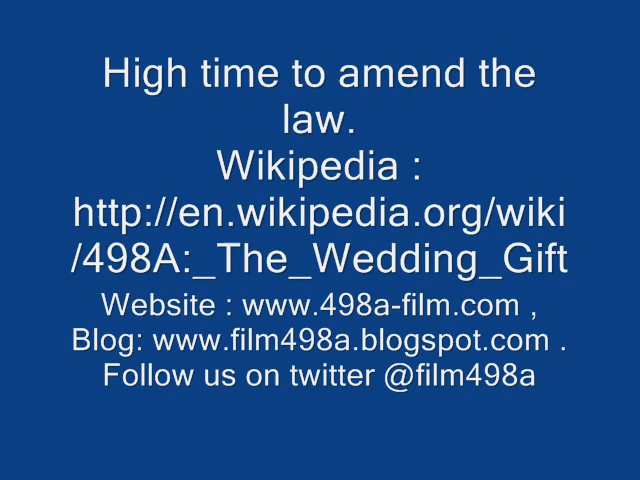 High time to amend the
law.
Wikipedia :
http://en.wikipedia.org/wiki
/498A:_The_Wedding_Gift
Website : www.498a-film.com ,
Blog: www.film498a.blogspot.com .
Follow us on twitter @film498a